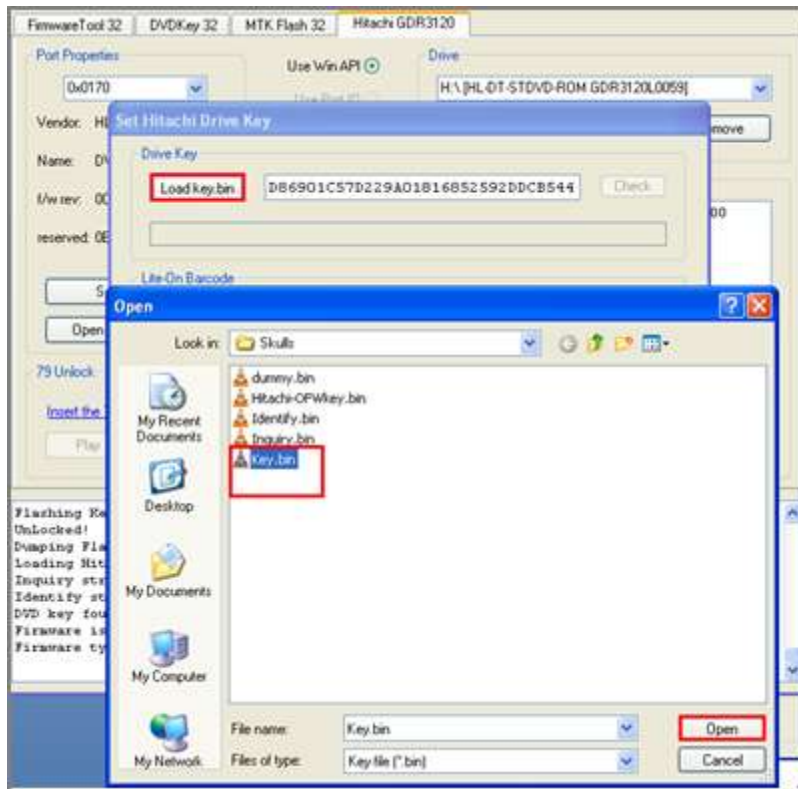 FirmwareTool 32 DVDKey 32 MTK Flash 32 Hitachi GDR3120
Port Properties
0x0170
Use Win API
Drive
H:\ [HL-DT-STDVD-ROM GDR3120L0059]
Vendor: HL
move
Name: DV
f/w rev: 00
00
reserved: 0E
S
Open
79 Unlock
Insert the
Play
Set Hitachi Drive Key
Drive Key
Load key.bin
D86901C57D229A01816852592DDCB544
Check
Lite-On Barcode
Open
Look in: Skulls
My Recent Documents
Desktop
My Documents
My Computer
My Network
dummy.bin
Hitachi-OFWkey.bin
Identify.bin
Inquiry.bin
Key.bin
File name: Key.bin Open
Files of type: Key file (*.bin) Cancel
Flashing Ke
UnLocked!
Dumping Fla
Loading Hit
Inquiry str
Identify st
DVD key fou
Firmware is
Firmware ty